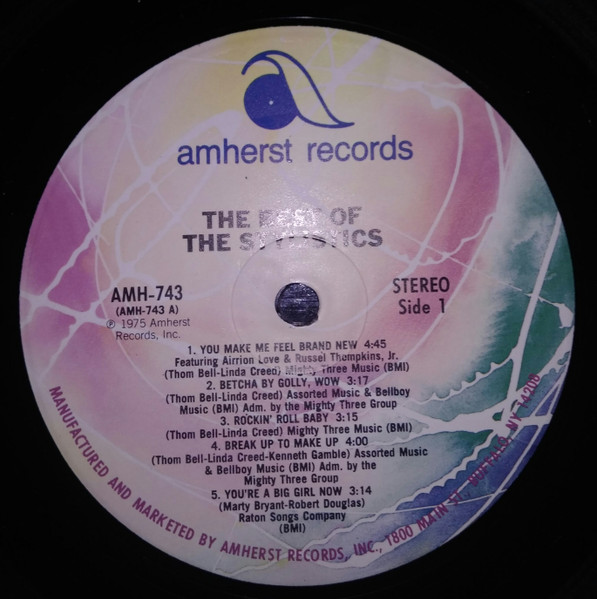 amherst records
THE BEST OF
THE STYLISTICS
AMH-743
(AMH-743 A)
℗ 1975 Amherst
Records, Inc.
STEREO
Side 1
1. YOU MAKE ME FEEL BRAND NEW 4:45
Featuring Airrion Love & Russel Thompkins, Jr.
(Thom Bell-Linda Creed) Mighty Three Music (BMI)
2. BETCHA BY GOLLY, WOW 3:17
(Thom Bell-Linda Creed) Assorted Music & Bellboy
Music (BMI) Adm. by the Mighty Three Group
3. ROCKIN' ROLL BABY 3:15
(Thom Bell-Linda Creed) Mighty Three Music (BMI)
4. BREAK UP TO MAKE UP 4:00
(Thom Bell-Linda Creed-Kenneth Gamble) Assorted Music
& Bellboy Music (BMI) Adm. by the
Mighty Three Group
5. YOU'RE A BIG GIRL NOW 3:14
(Marty Bryant-Robert Douglas)
Raton Songs Company
(BMI)
MANUFACTURED AND MARKETED BY AMHERST RECORDS, INC., 1800 MAIN ST. BUFFALO, NY 14208